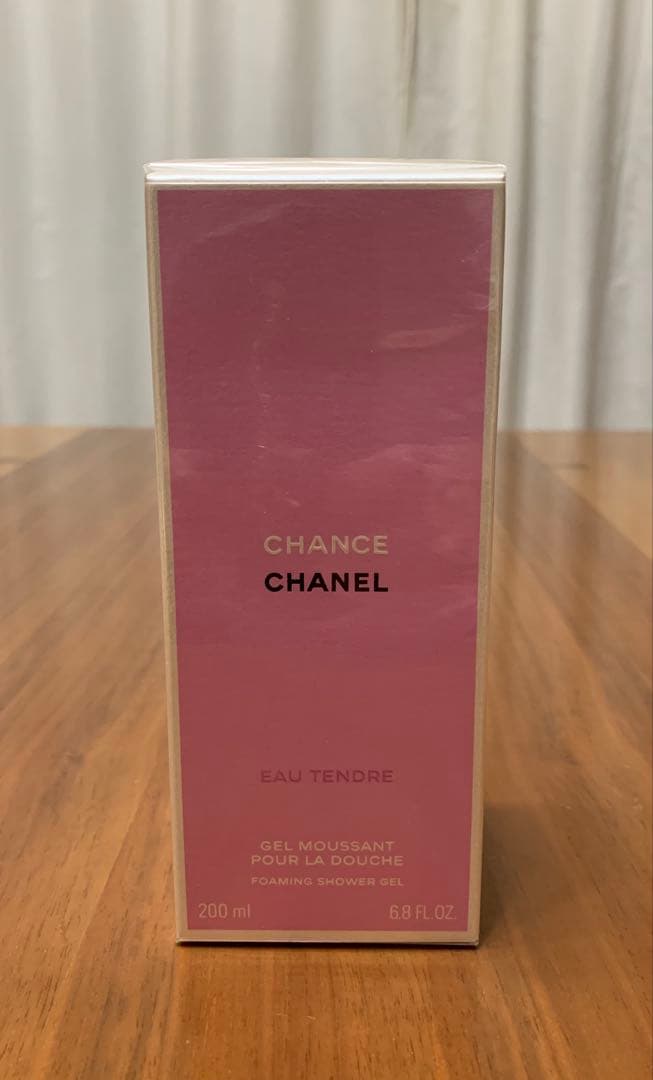 CHANCE
CHANEL
EAU TENDRE
GEL MOUSSANT
POUR LA DOUCHE
FOAMING SHOWER GEL
200 ml 6.8 FL.OZ.